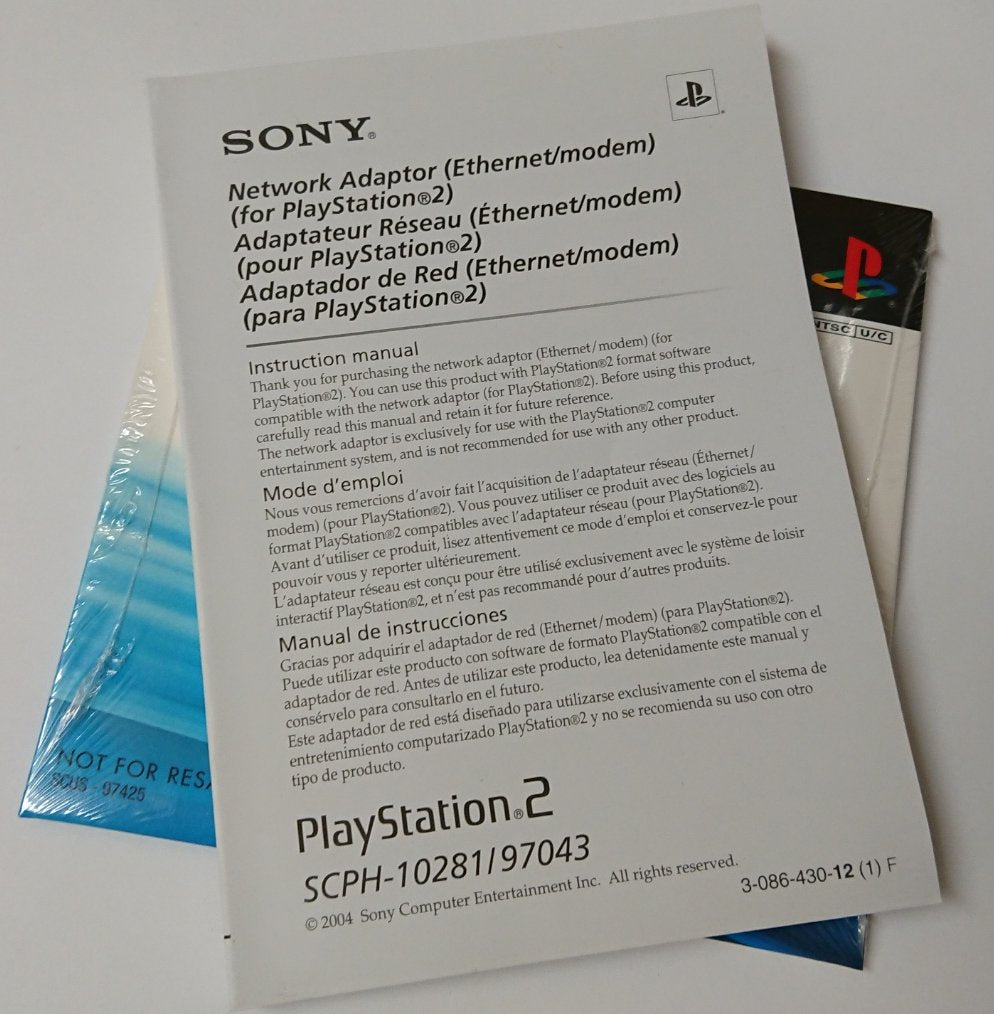 SONY®
Network Adaptor (Ethernet/modem)
(for PlayStation®2)
Adaptateur Réseau (Éthernet/modem)
(pour PlayStation®2)
Adaptador de Red (Ethernet/modem)
(para PlayStation®2)
Instruction manual
Thank you for purchasing the network adaptor (Ethernet/modem) (for
PlayStation®2). You can use this product with PlayStation®2 format software
compatible with the network adaptor (for PlayStation®2). Before using this product,
carefully read this manual and retain it for future reference.
The network adaptor is exclusively for use with the PlayStation®2 computer
entertainment system, and is not recommended for use with any other product.
Mode d'emploi
Nous vous remercions d'avoir fait l'acquisition de l'adaptateur réseau (Éthernet/
modem) (pour PlayStation®2). Vous pouvez utiliser ce produit avec des logiciels au
format PlayStation®2 compatibles avec l'adaptateur réseau (pour PlayStation®2).
Avant d'utiliser ce produit, lisez attentivement ce mode d'emploi et conservez-le pour
pouvoir vous y reporter ultérieurement.
L'adaptateur réseau est conçu pour être utilisé exclusivement avec le système de loisir
interactif PlayStation®2, et n'est pas recommandé pour d'autres produits.
Manual de instrucciones
Gracias por adquirir el adaptador de red (Ethernet/modem) (para PlayStation®2).
Puede utilizar este producto con software de formato PlayStation®2 compatible con el
adaptador de red. Antes de utilizar este producto, lea detenidamente este manual y
consérvelo para consultarlo en el futuro.
Este adaptador de red está diseñado para utilizarse exclusivamente con el sistema de
entretenimiento computarizado PlayStation®2 y no se recomienda su uso con otro
tipo de producto.
PlayStation®2
SCPH-10281/97043
© 2004 Sony Computer Entertainment Inc. All rights reserved.
3-086-430-12 (1) F
NTSC U/C
NOT FOR RESA
SCUS - 97425